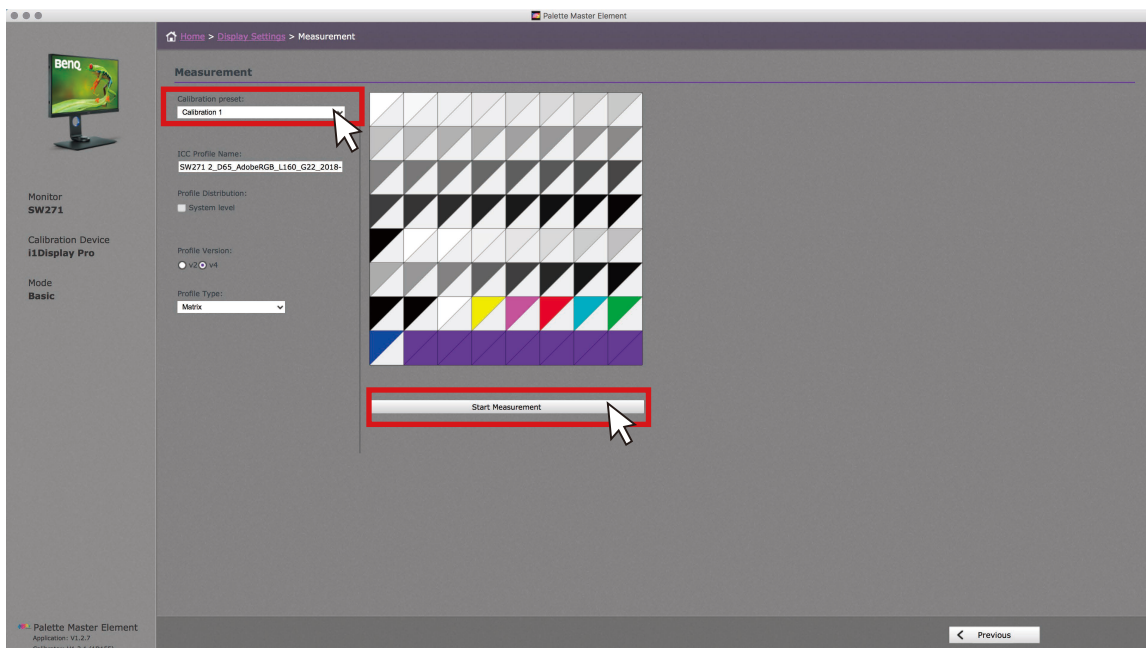 Palette Master Element
Home > Display Settings > Measurement
BenQ
Measurement
Calibration preset:
Calibration 1
ICC Profile Name:
SW271 2_D65_AdobeRGB_L160_G22_2018-
Profile Distribution:
System level
Monitor
SW271
Calibration Device
i1Display Pro
Profile Version:
v2 v4
Mode
Basic
Profile Type:
Matrix
Start Measurement
Palette Master Element
Application: V1.2.7
Previous